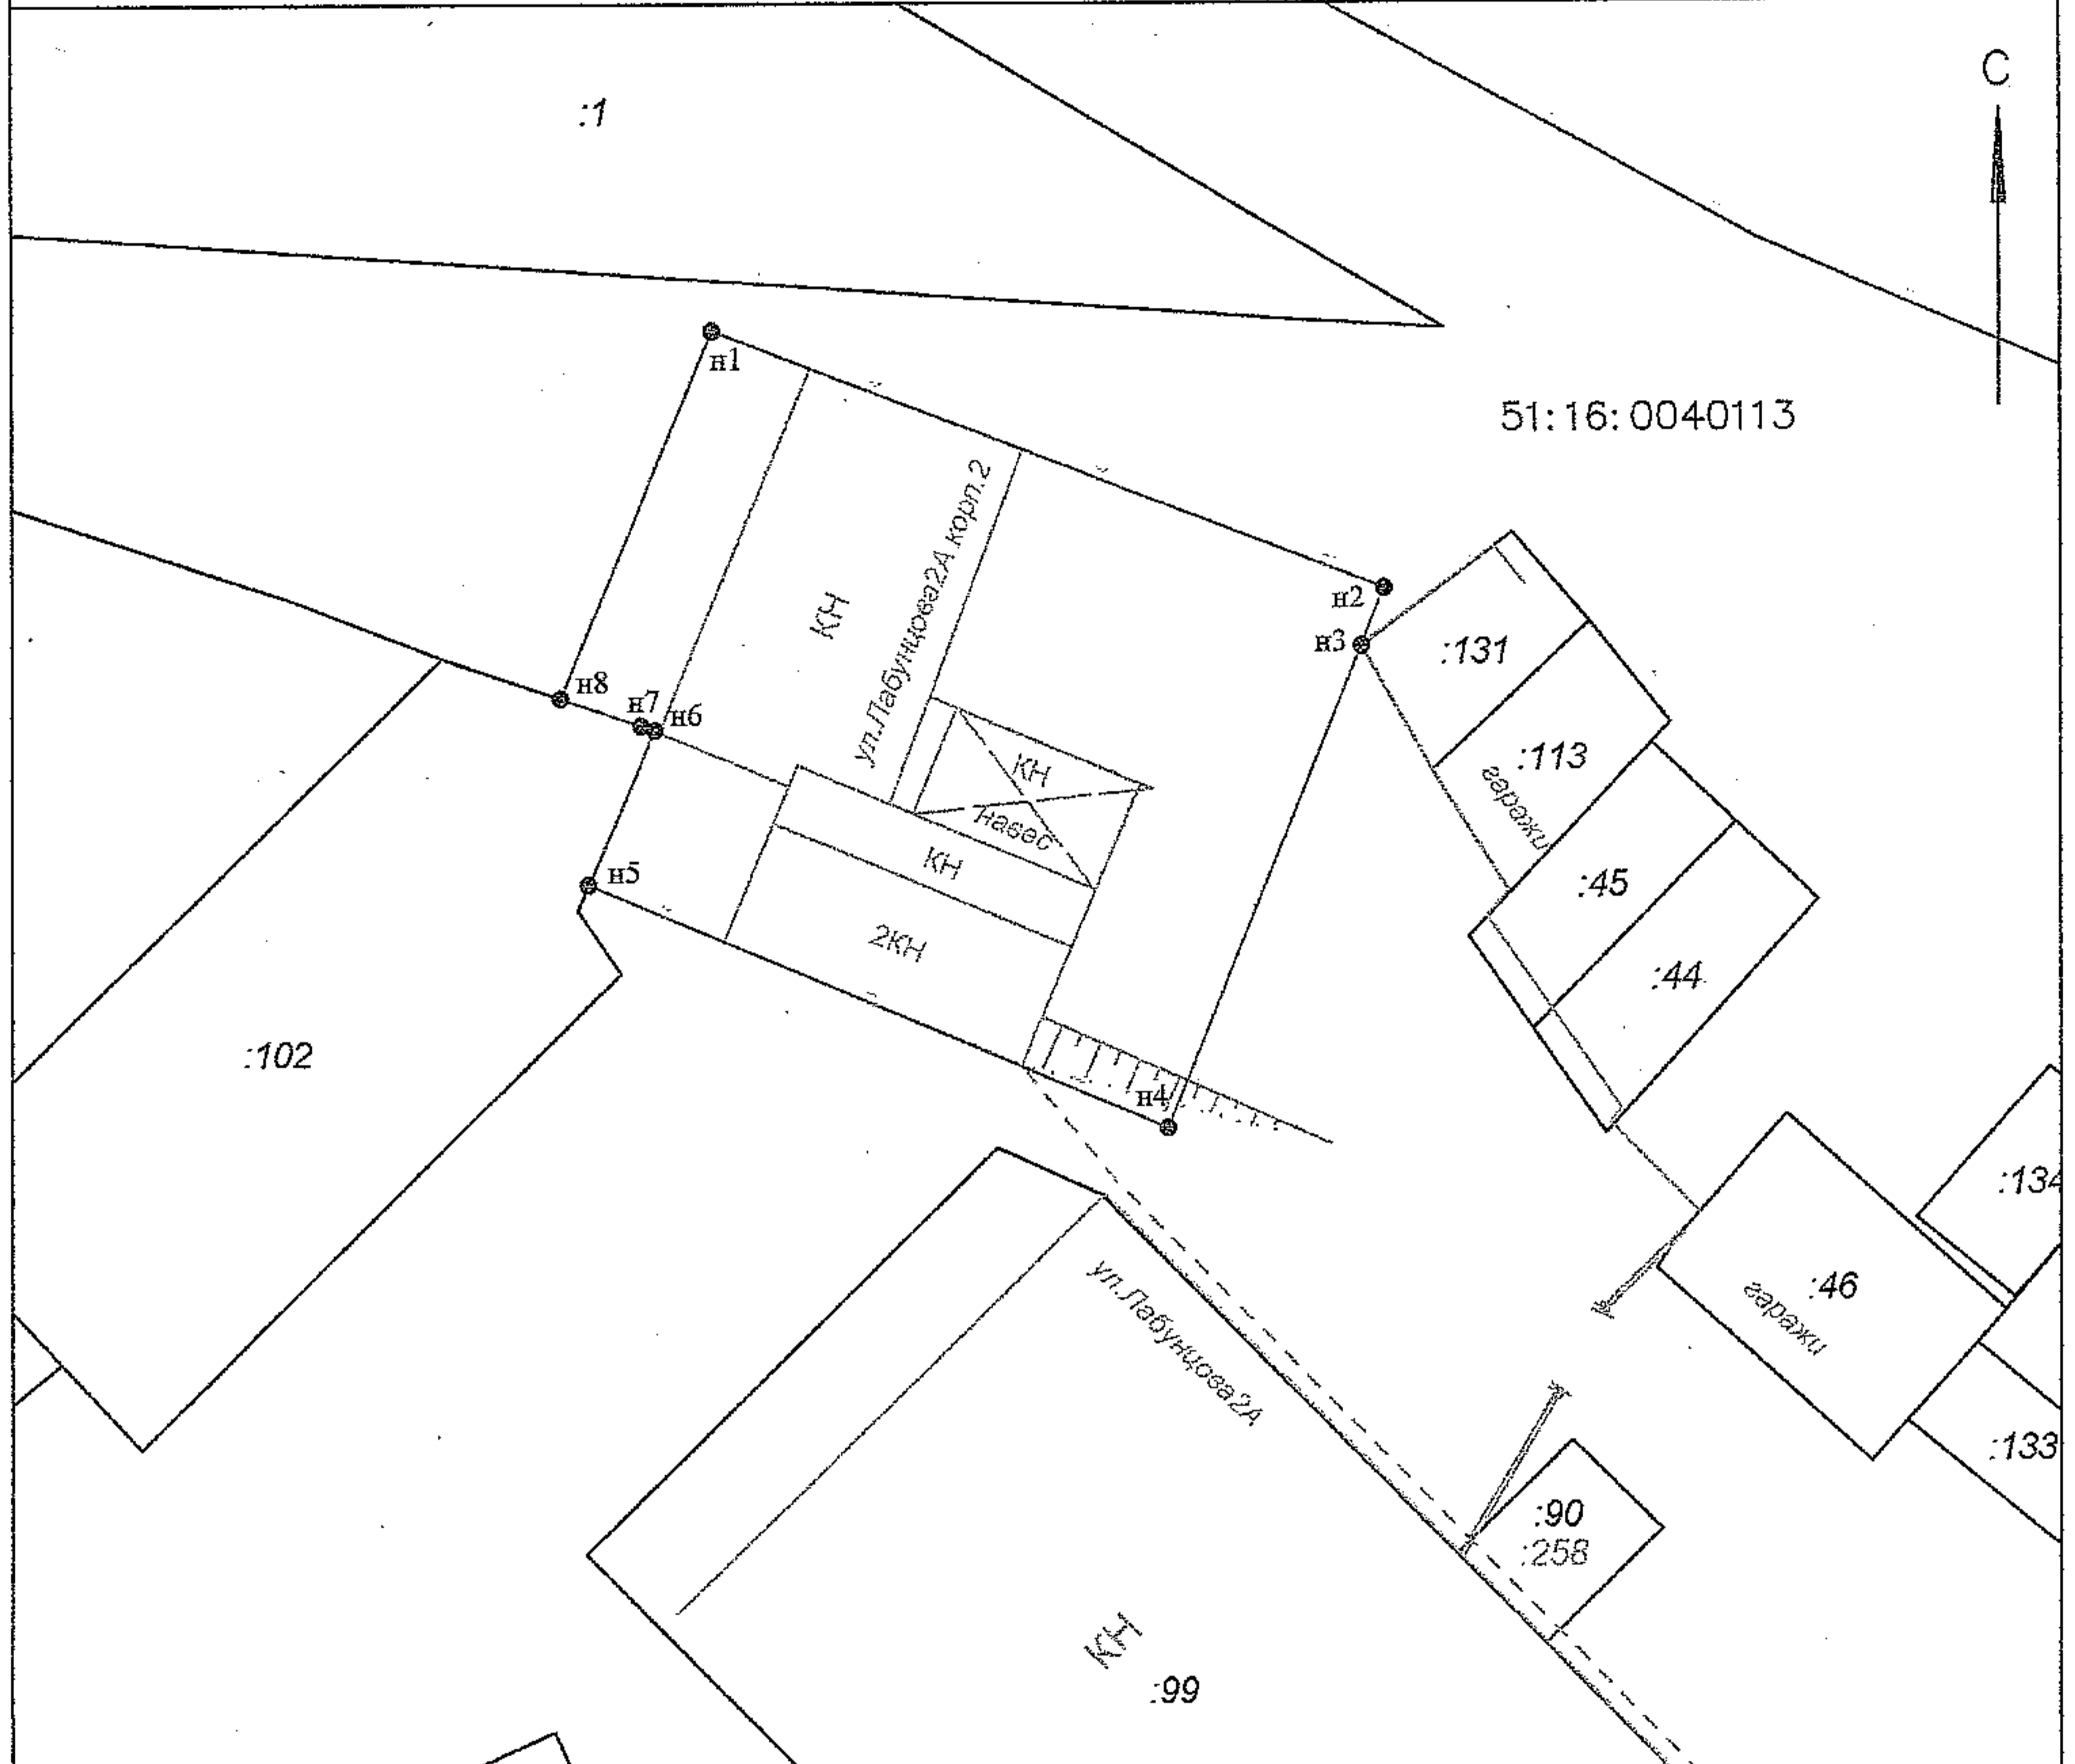 С
:1
н1
51:16:0040113
ул.Лабунцова2А корп.2
КН
н2
н3
:131
н8
н7
н6
:113
гаражи
КН
навес
КН
н5
:45
2КН
:44
:102
н4
:134
ул.Лабунцова2А
:46
гаражи
:133
:90
:258
КН
:99